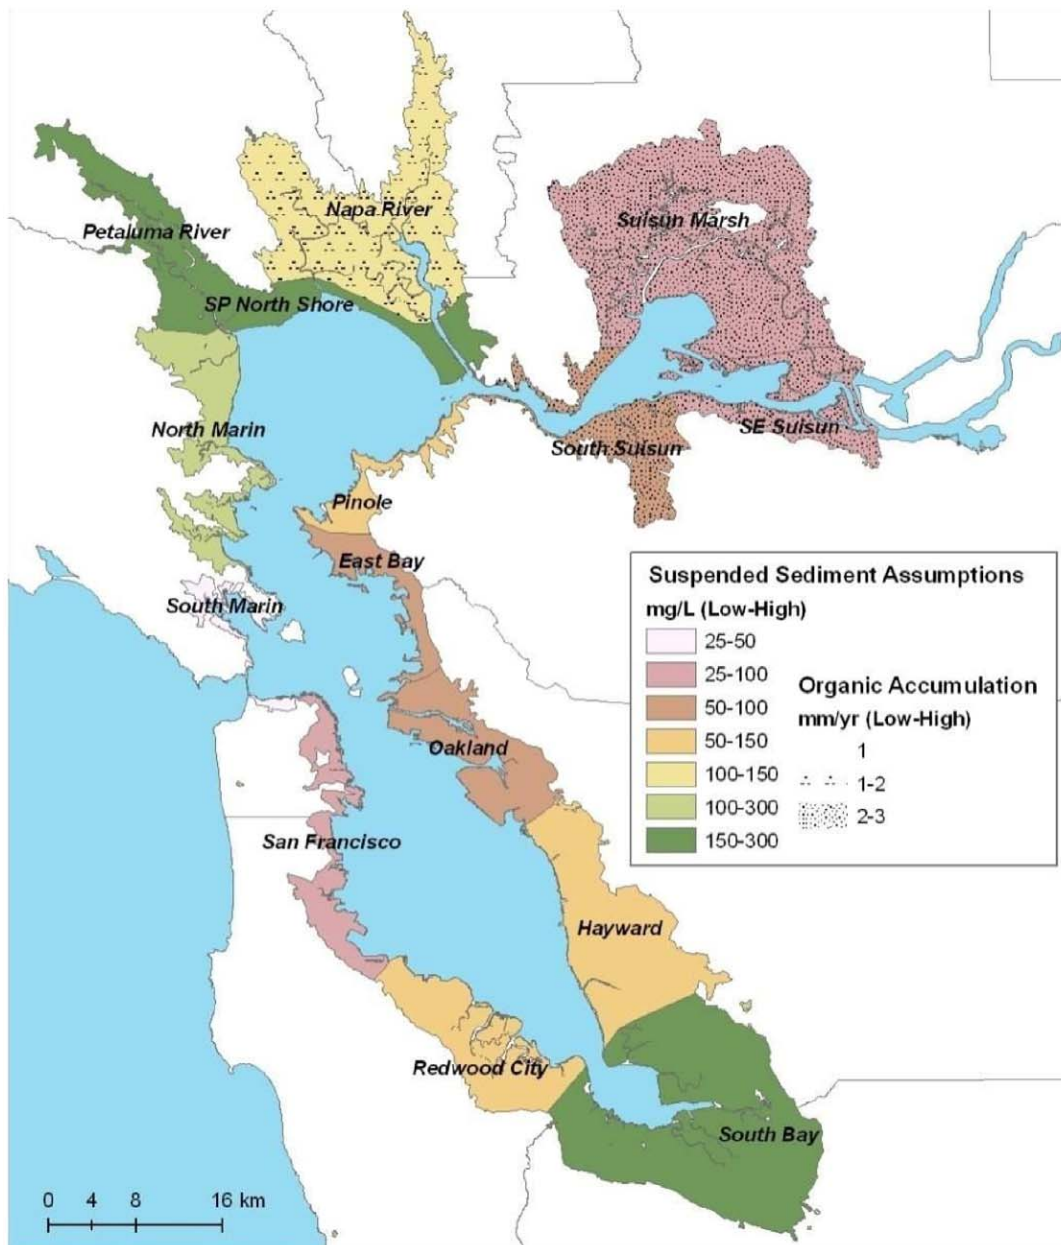 Napa River
Suisun Marsh
Petaluma River
SP North Shore
North Marin
SE Suisun
South Suisun
Pinole
East Bay
South Marin
Oakland
San Francisco
Hayward
Redwood City
South Bay
Suspended Sediment Assumptions
mg/L (Low-High)
25-50
25-100
50-100
50-150
100-150
100-300
150-300
Organic Accumulation
mm/yr (Low-High)
1
1-2
2-3
0 4 8 16 km